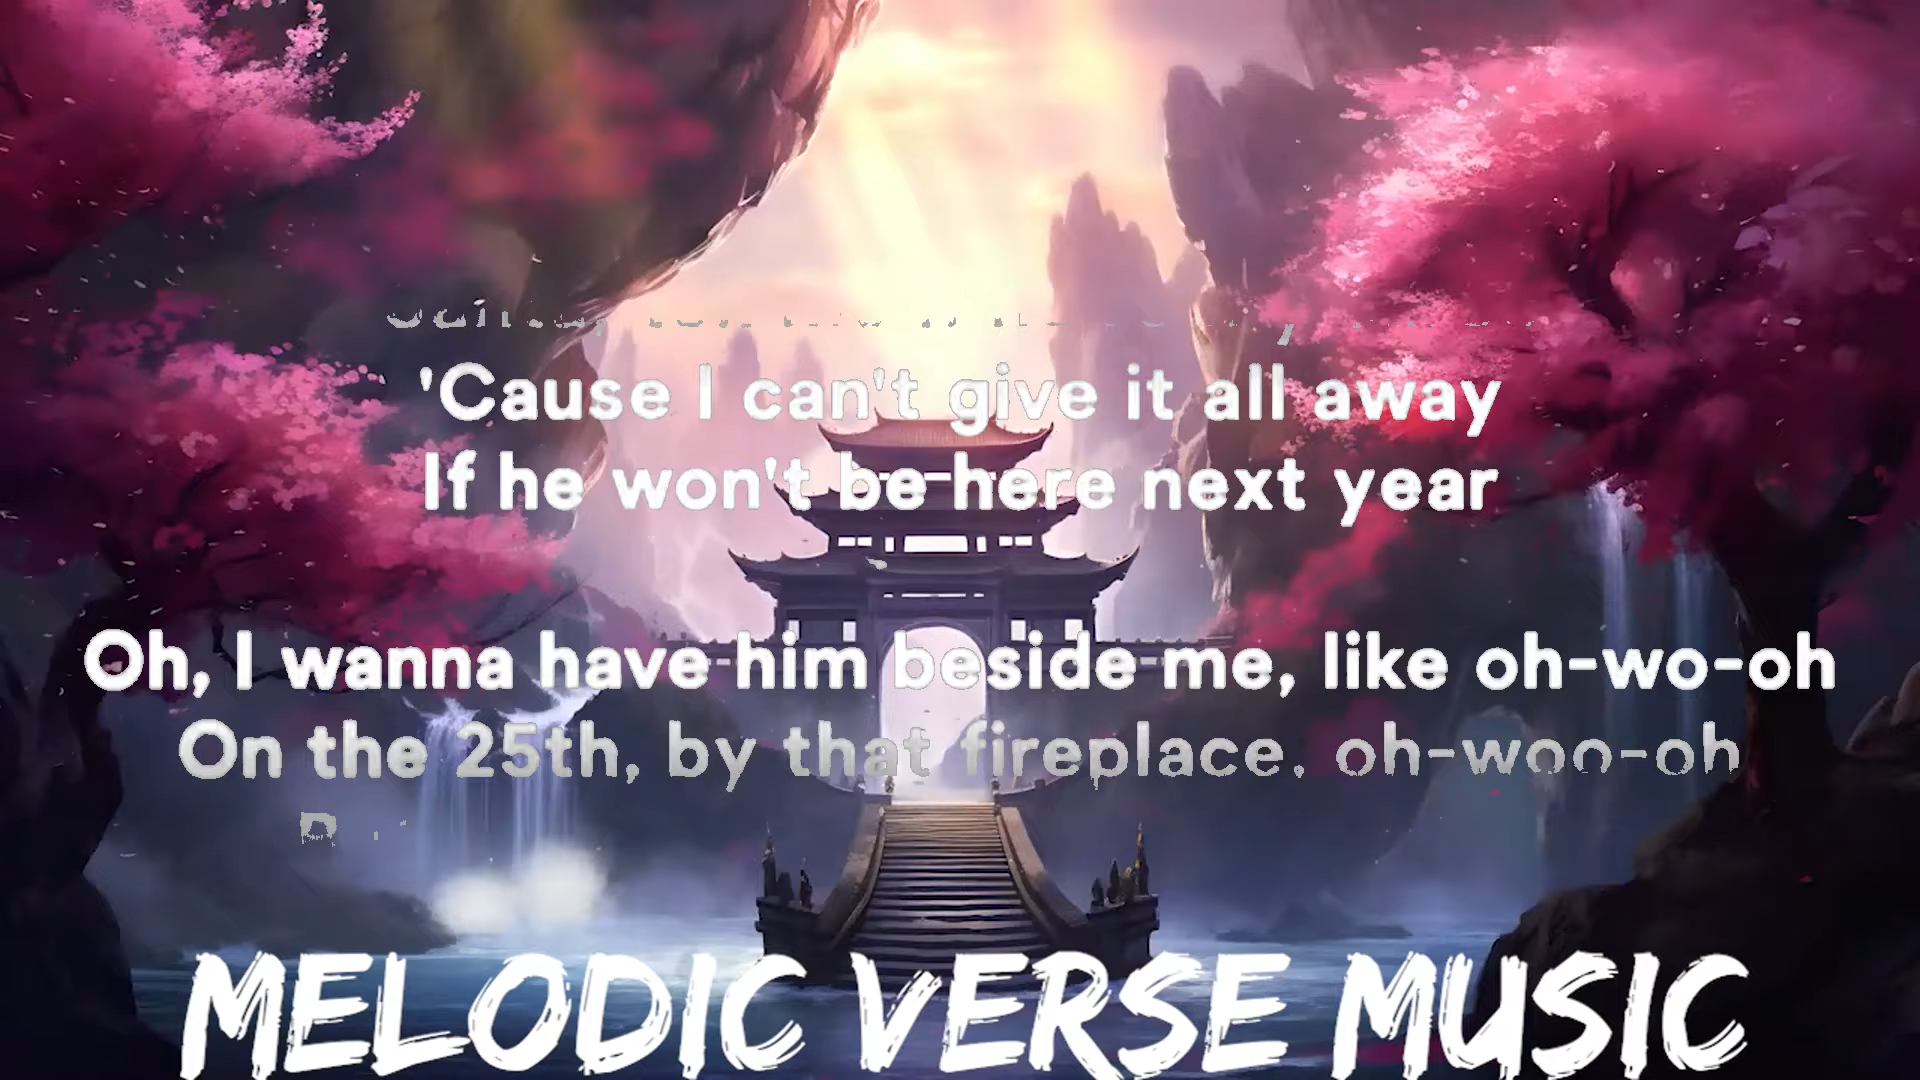 'Cause I can't give it all away
If he won't be here next year
Oh, I wanna have him beside me, like oh-wo-oh
On the 25th, by that fireplace, oh-woo-oh
MELODIC VERSE MUSIC